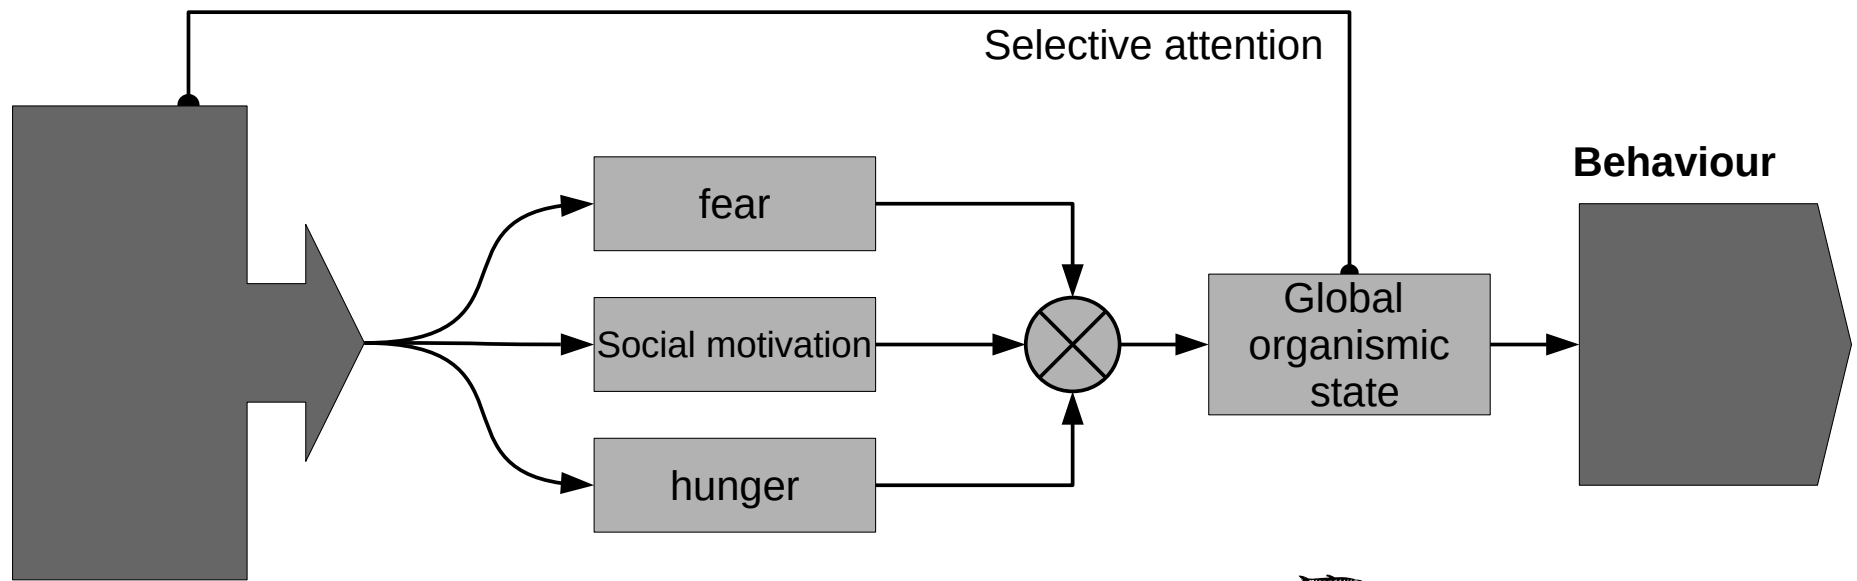 Selective attention
Behaviour
fear
Social motivation
hunger
Global
organismic
state